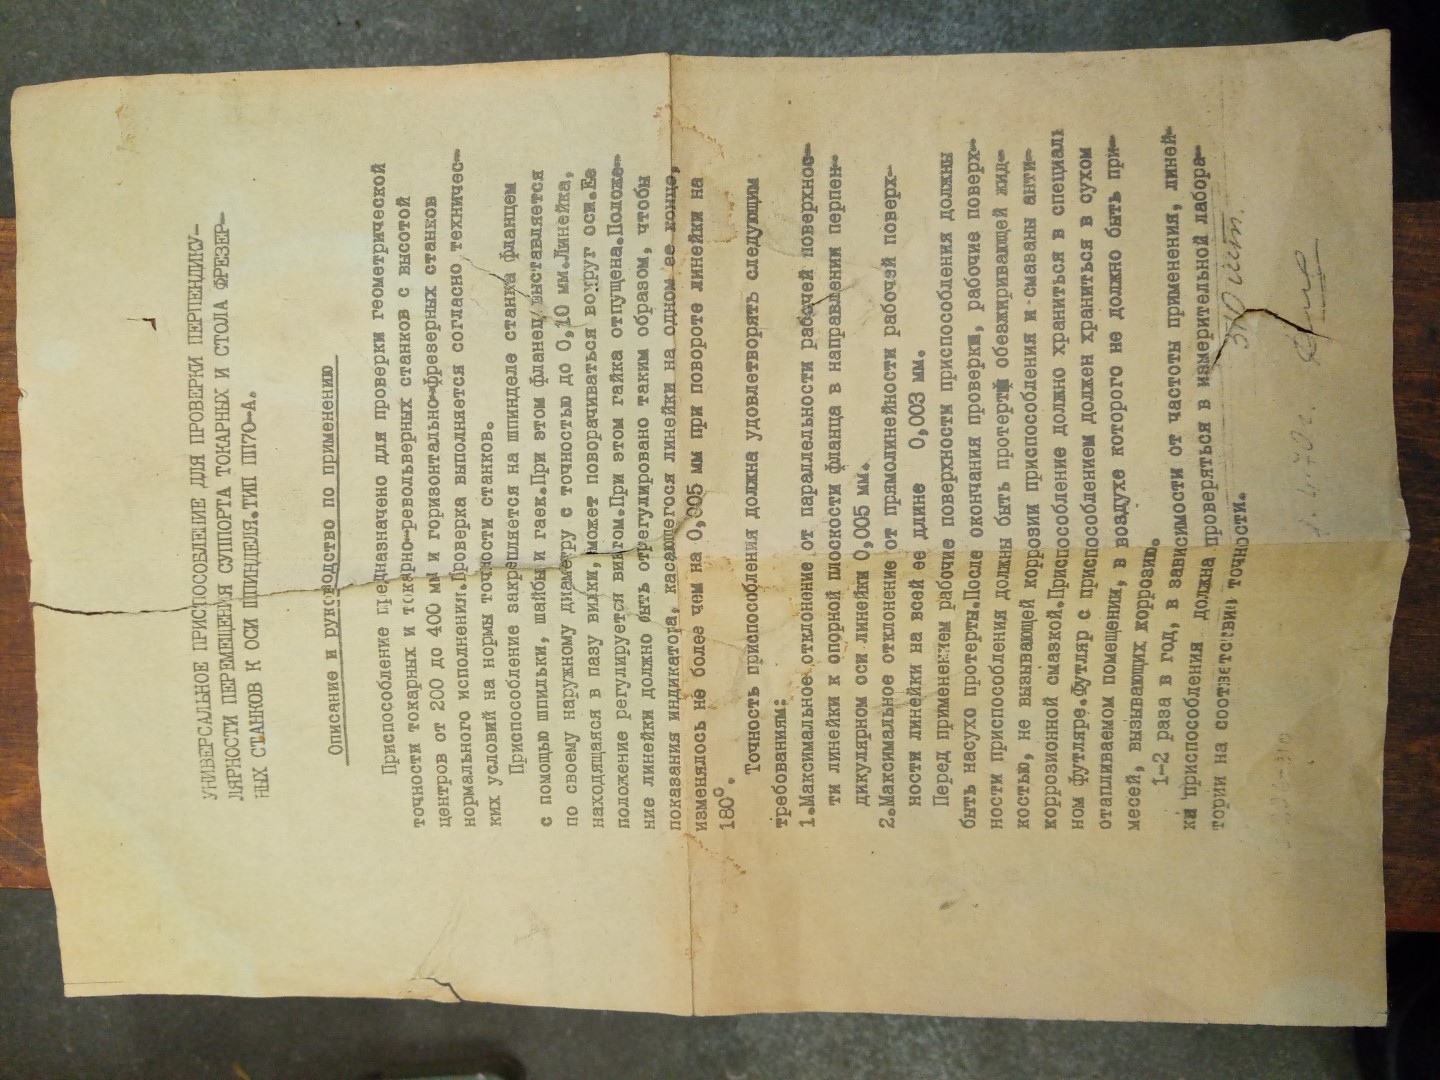 УНИВЕРСАЛЬНОЕ ПРИСПОСОБЛЕНИЕ ДЛЯ ПРОВЕРКИ ПЕРПЕНДИКУ-
ЛЯРНОСТИ ПЕРЕМЕЩЕНИЯ СУППОРТА ТОКАРНЫХ И СТОЛА ФРЕЗЕР-
НЫХ СТАНКОВ К ОСИ ШПИНДЕЛЯ.ТИП ПП70-А.
Описание и руководство по применению
Приспособление предназначено для проверки геометрической
точности токарных и токарно-револьверных станков с высотой
центров от 200 до 400 мм и горизонтально-фреверных станков
нормального исполнения.Проверка выполняется согласно техничес-
ких условий на нормы точности станков.
Приспособление закрепляется на шпинделе станка фланцем
с помощью шпильки, шайбы и гаек.При этом фланец выставляется
по своему наружному диаметру с точностью до 0,10 мм.Линейка,
находящаяся в пазу вилки, может поворачиваться вокруг оси.Ее
положение регулируется винтом.При этом гайка отпущена.Положе-
ние линейки должно быть отрегулировано таким образом, чтобы
показания индикатора, касающегося линейки на одном ее конце,
изменялось не более чем на 0,005 мм при повороте линейки на
180°.
Точность приспособления должна удовлетворять следующим
требованиям:
1.Максимальное отклонение от параллельности рабочей поверхнос-
ти линейки к опорной плоскости фланца в направлении перпен-
дикулярном оси линейки 0,005 мм.
2.Максимальное отклонение от прямолинейности рабочей поверх-
ности линейки на всей ее длине 0,003 мм.
Перед применением рабочие поверхности приспособления должны
быть насухо протерты.После окончания проверки, рабочие поверх-
ности приспособления должны быть протерты обезжиривающей жид-
костью, не вызывающей коррозии приспособления и смазаны анти-
коррозионной смазкой.Приспособление должно храниться в специаль
ном футляре.Футляр с приспособлением должен храниться в сухом
отапливаемом помещении, в воздухе которого не должно быть при-
месей, вызывающих коррозию.
1-2 раза в год, в зависимости от частоты применения, линей-
ки приспособления должна проверяться в измерительной лабора-
тории на соответствие точности.